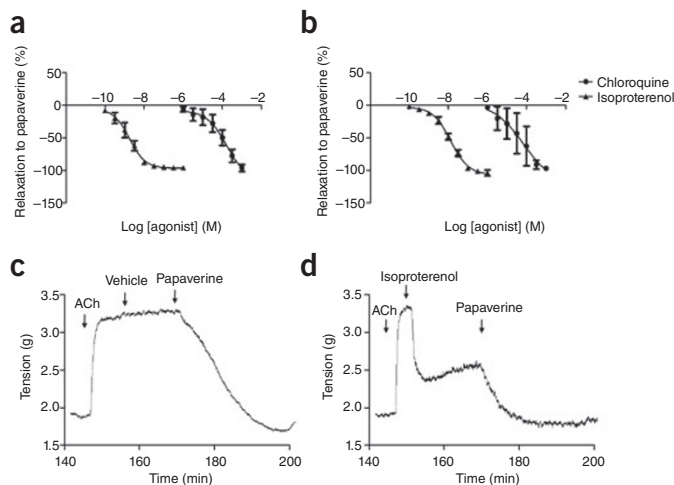 a
50
0
−50
−100
−150
−10 −8 −6 −4 −2
Relaxation to papaverine (%)
Log [agonist] (M)
b
50
0
−50
−100
−150
−10 −8 −6 −4 −2
Relaxation to papaverine (%)
Log [agonist] (M)
Chloroquine
Isoproterenol
c
3.5
3.0
2.5
2.0
1.5
Tension (g)
ACh
Vehicle
Papaverine
140 160 180 200
Time (min)
d
3.5
3.0
2.5
2.0
1.5
Tension (g)
Isoproterenol
ACh
Papaverine
140 160 180 200
Time (min)